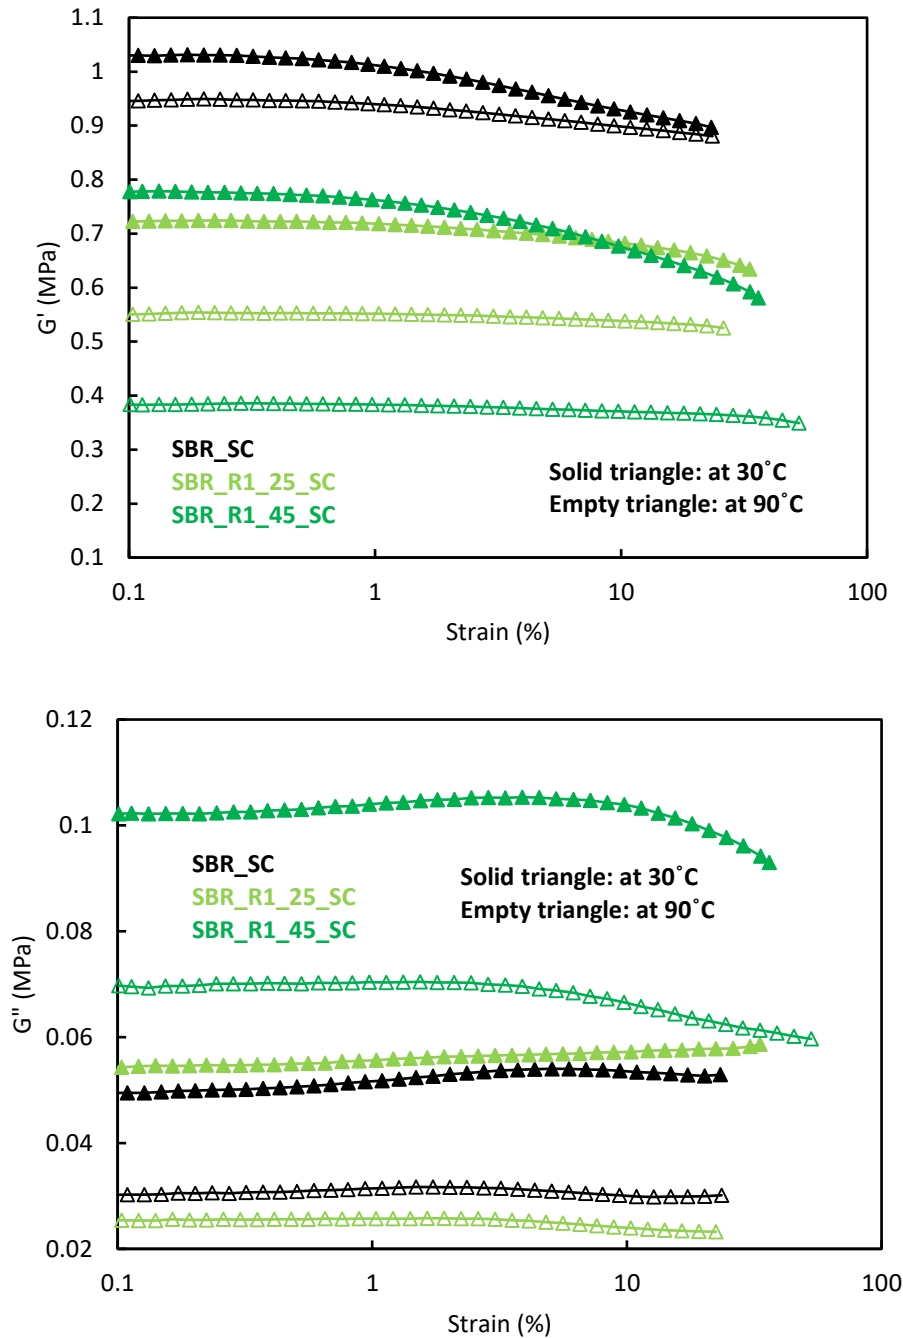 1.1
1
0.9
0.8
0.7
0.6
0.5
0.4
0.3
0.2
0.1
G' (MPa)
SBR_SC
SBR_R1_25_SC
SBR_R1_45_SC
Solid triangle: at 30˚C
Empty triangle: at 90˚C
0.1 1 10 100
Strain (%)
0.12
0.1
0.08
0.06
0.04
0.02
G" (MPa)
SBR_SC
SBR_R1_25_SC
SBR_R1_45_SC
Solid triangle: at 30˚C
Empty triangle: at 90˚C
0.1 1 10 100
Strain (%)